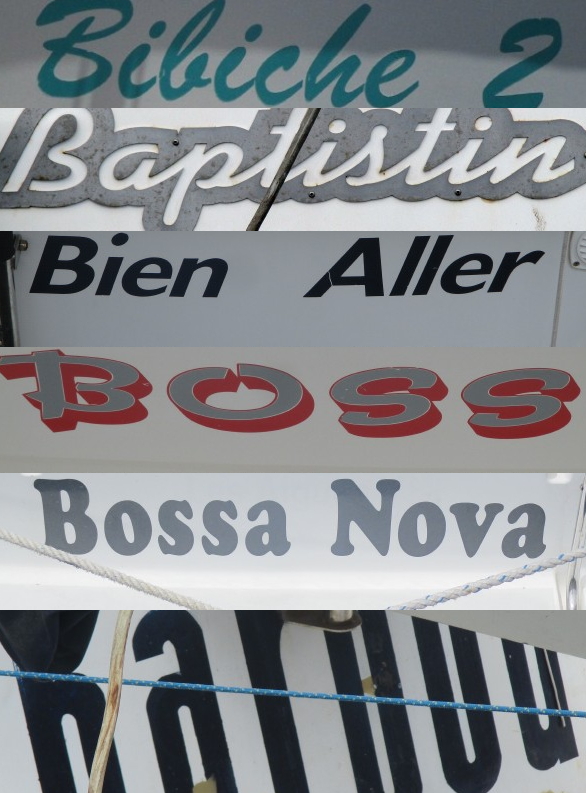 Bibiche 2
Baptistin
Bien Aller
BOSS
Bossa Nova